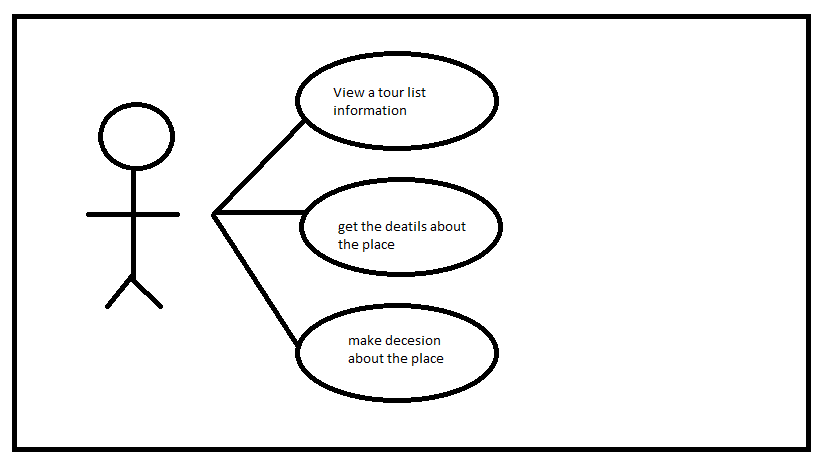 View a tour list
information
get the deatils about
the place
make decesion
about the place